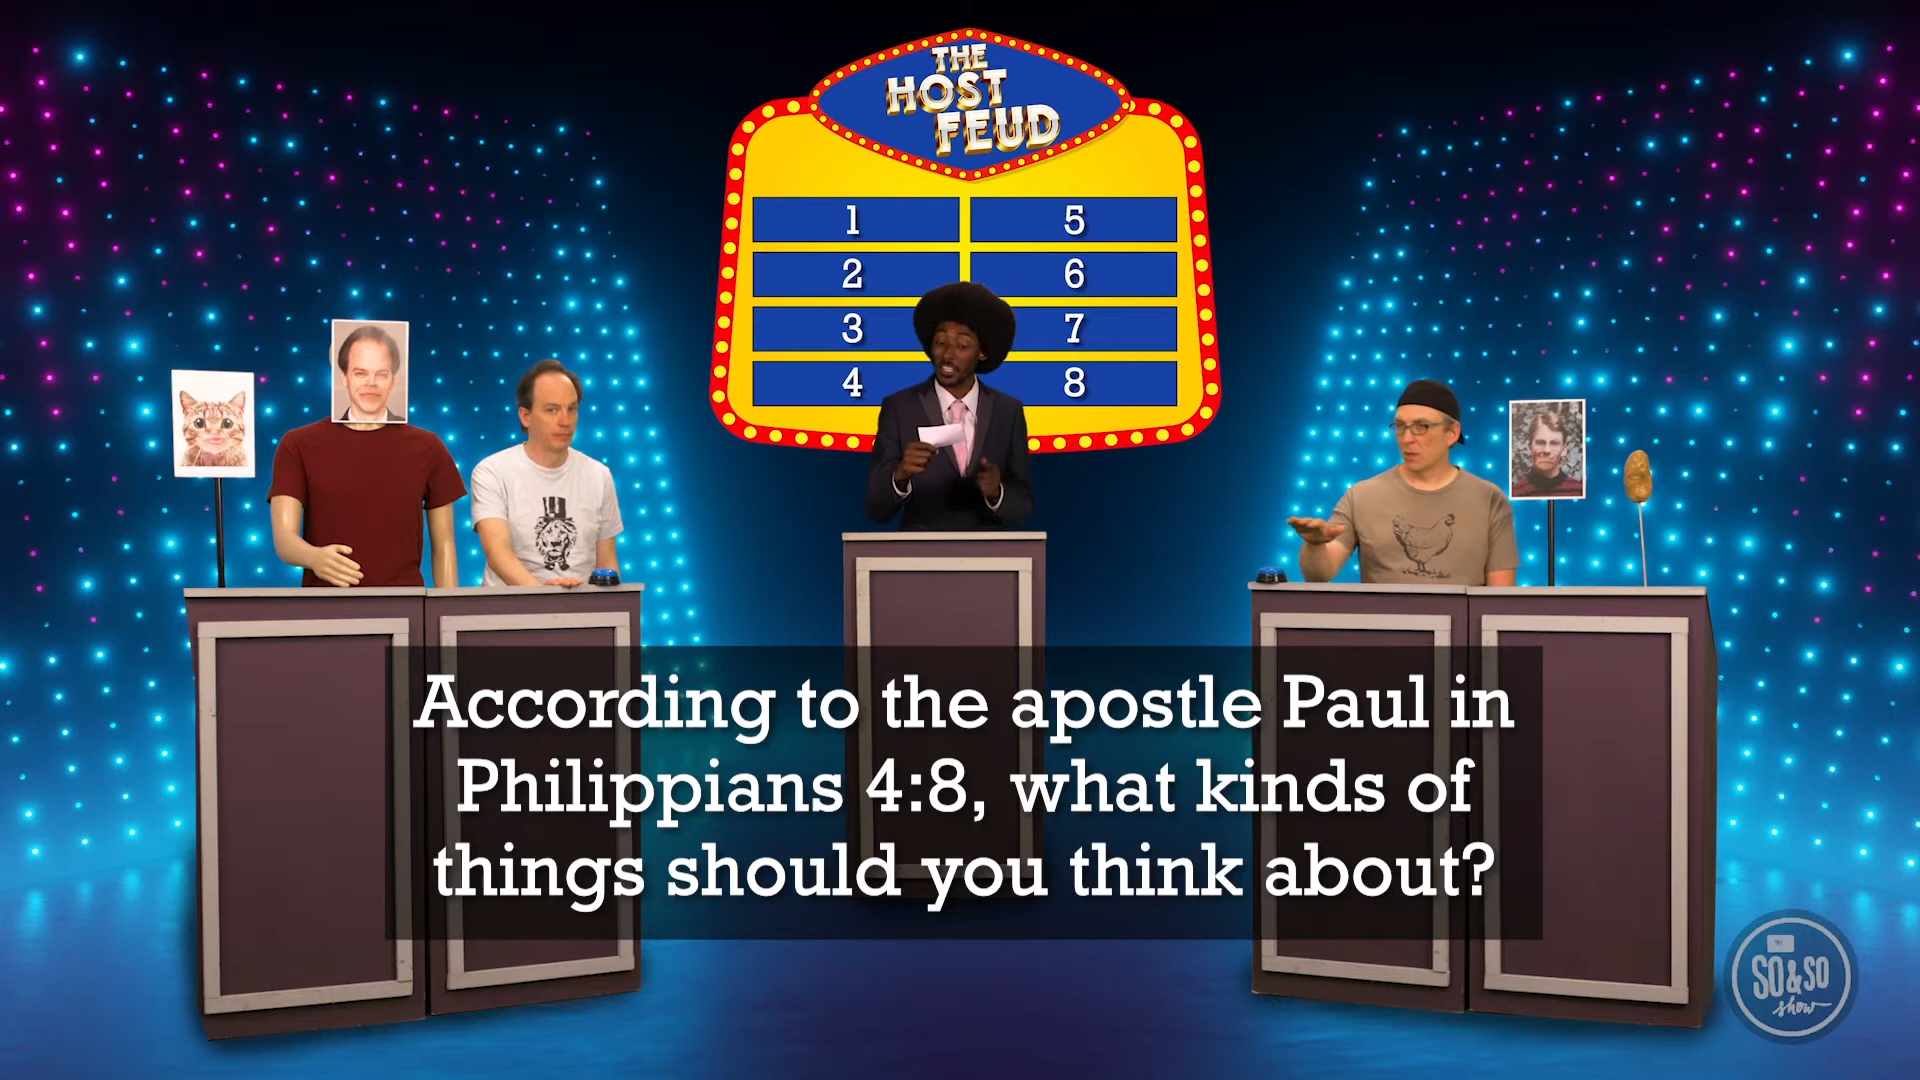 THE
HOST
FEUD
1
5
2
6
3
7
4
8
According to the apostle Paul in
Philippians 4:8, what kinds of
things should you think about?
SO&SO
show